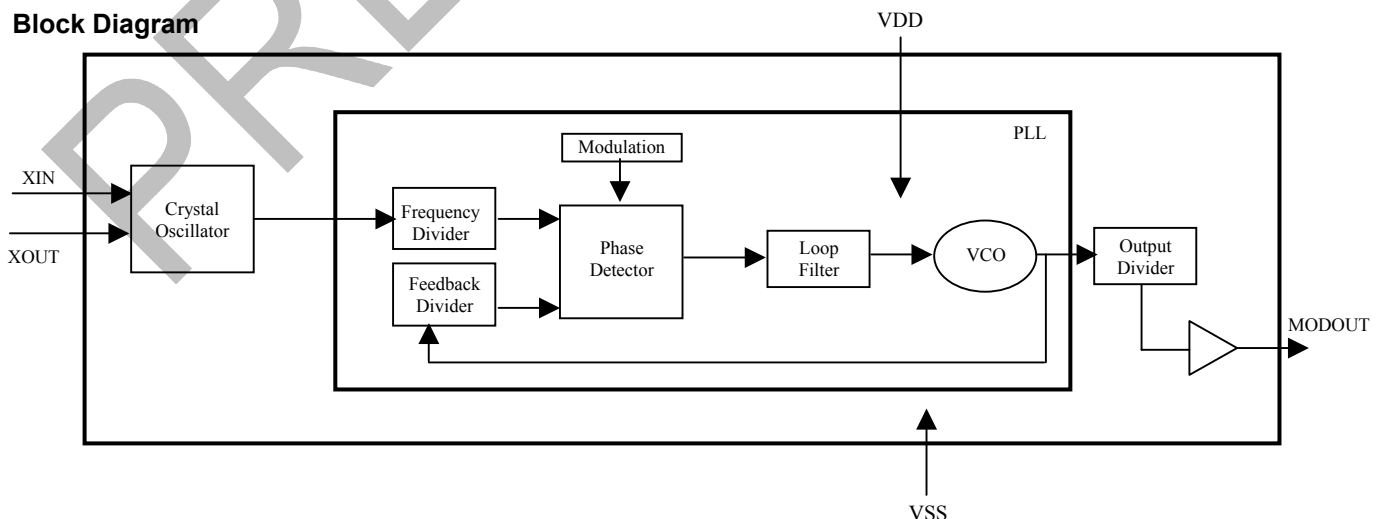 Block Diagram
VDD
PLL
Modulation
XIN
Crystal
Oscillator
Frequency
Divider
Phase
Detector
Loop
Filter
VCO
Output
Divider
XOUT
Feedback
Divider
MODOUT
VSS